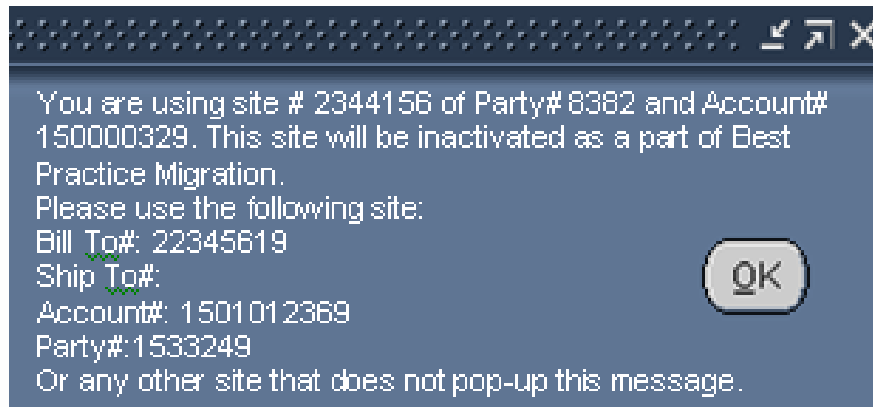 You are using site # 2344156 of Party# 8382 and Account#
150000329. This site will be inactivated as a part of Best
Practice Migration.
Please use the following site:
Bill To#: 22345619
Ship To#:
OK
Account#: 1501012369
Party#:1533249
Or any other site that does not pop-up this message.